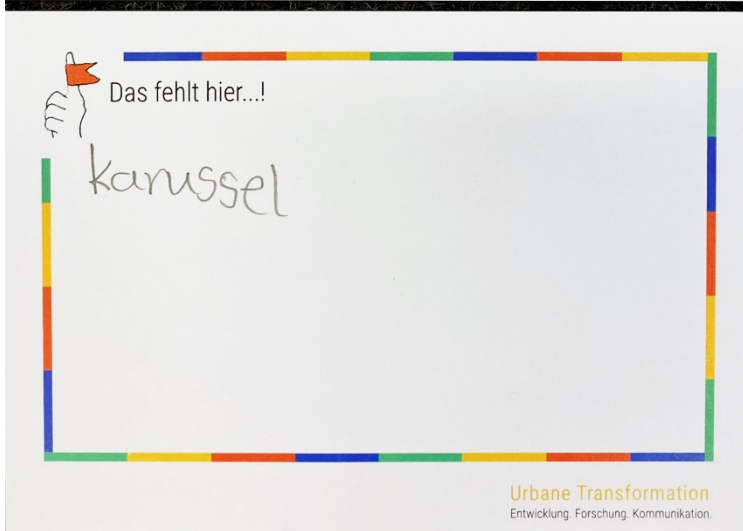 Das fehlt hier...!
karussel
Urbane Transformation
Entwicklung. Forschung. Kommunikation.